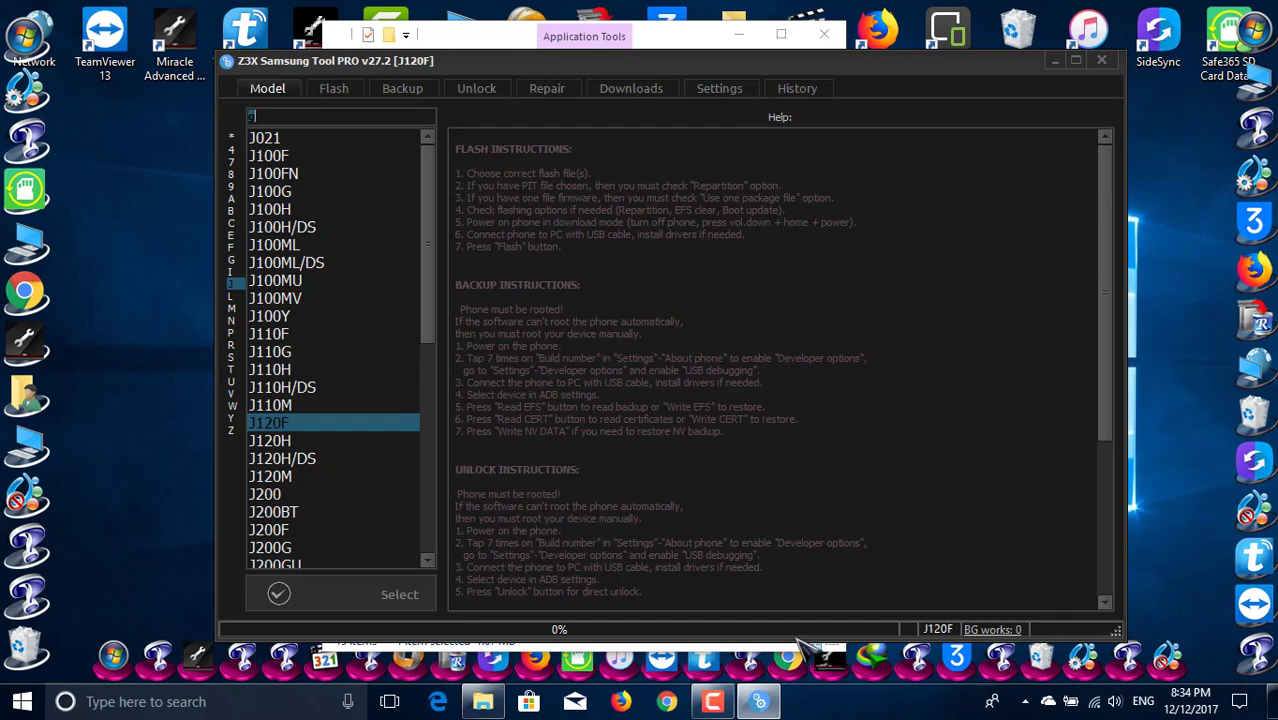 Network
TeamViewer
13
Miracle
Advanced ...
Application Tools
SideSync
Safe365 SD
Card Data...
Z3X Samsung Tool PRO v27.2 [J120F]
Model
Flash
Backup
Unlock
Repair
Downloads
Settings
History
Help:
*
4
7
8
9
A
B
C
E
F
G
I
J
L
M
N
P
R
S
T
U
V
W
Y
Z
J021
J100F
J100FN
J100G
J100H
J100H/DS
J100ML
J100ML/DS
J100MU
J100MV
J100Y
J110F
J110G
J110H
J110H/DS
J110M
J120F
J120H
J120H/DS
J120M
J200
J200BT
J200F
J200G
J200GU
Select
FLASH INSTRUCTIONS:
1. Choose correct flash file(s).
2. If you have PIT file chosen, then you must check "Repartition" option.
3. If you have one file firmware, then you must check "Use one package file" option.
4. Check flashing options if needed (Repartition, EFS clear, Boot update).
5. Power on phone in download mode (turn off phone, press vol.down + home + power).
6. Connect phone to PC with USB cable, install drivers if needed.
7. Press "Flash" button.
BACKUP INSTRUCTIONS:
Phone must be rooted!
If the software can't root the phone automatically,
then you must root your device manually.
1. Power on the phone.
2. Tap 7 times on "Build number" in "Settings"-"About phone" to enable "Developer options",
go to "Settings"-"Developer options" and enable "USB debugging".
3. Connect the phone to PC with USB cable, install drivers if needed.
4. Select device in ADB settings.
5. Press "Read EFS" button to read backup or "Write EFS" to restore.
6. Press "Read CERT" button to read certificates or "Write CERT" to restore.
7. Press "Write NV DATA" if you need to restore NV backup.
UNLOCK INSTRUCTIONS:
Phone must be rooted!
If the software can't root the phone automatically,
then you must root your device manually.
1. Power on the phone.
2. Tap 7 times on "Build number" in "Settings"-"About phone" to enable "Developer options",
go to "Settings"-"Developer options" and enable "USB debugging".
3. Connect the phone to PC with USB cable, install drivers if needed.
4. Select device in ADB settings.
5. Press "Unlock" button for direct unlock.
0%
J120F
BG works: 0
321
Type here to search
ENG
8:34 PM
12/12/2017